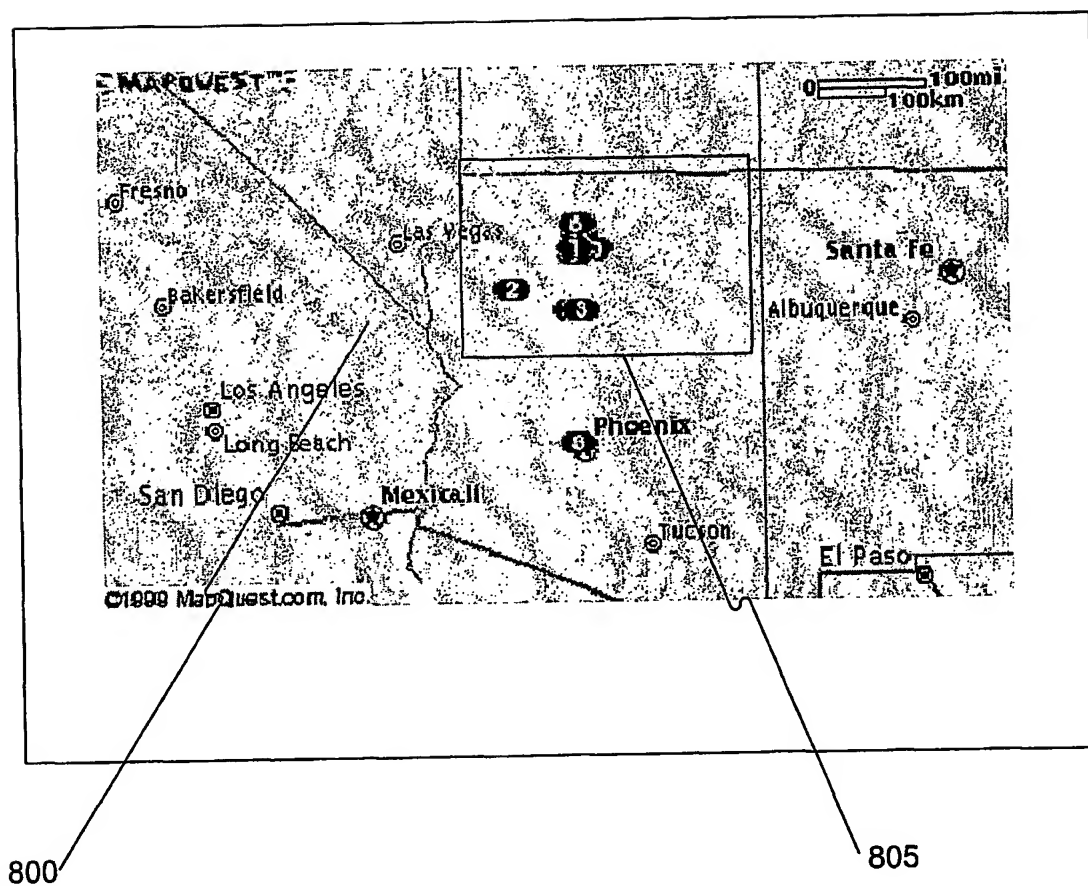 MAPQUEST
0 100mi
100km
Fresno
Las Vegas
Santa Fe
2
3
Bakersfield
Albuquerque
Los Angeles
Long Beach
Phoenix
San Diego
Mexicali
Tucson
El Paso
©1999 MapQuest.com, Inc.
800
805